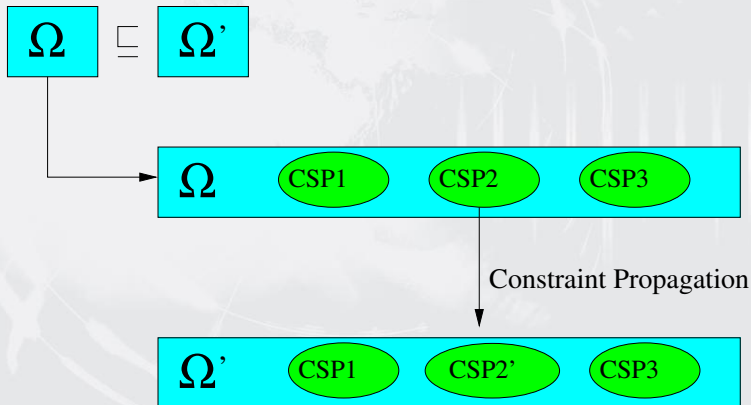 Ω ⊑ Ω’
Ω CSP1 CSP2 CSP3
Constraint Propagation
Ω’ CSP1 CSP2’ CSP3